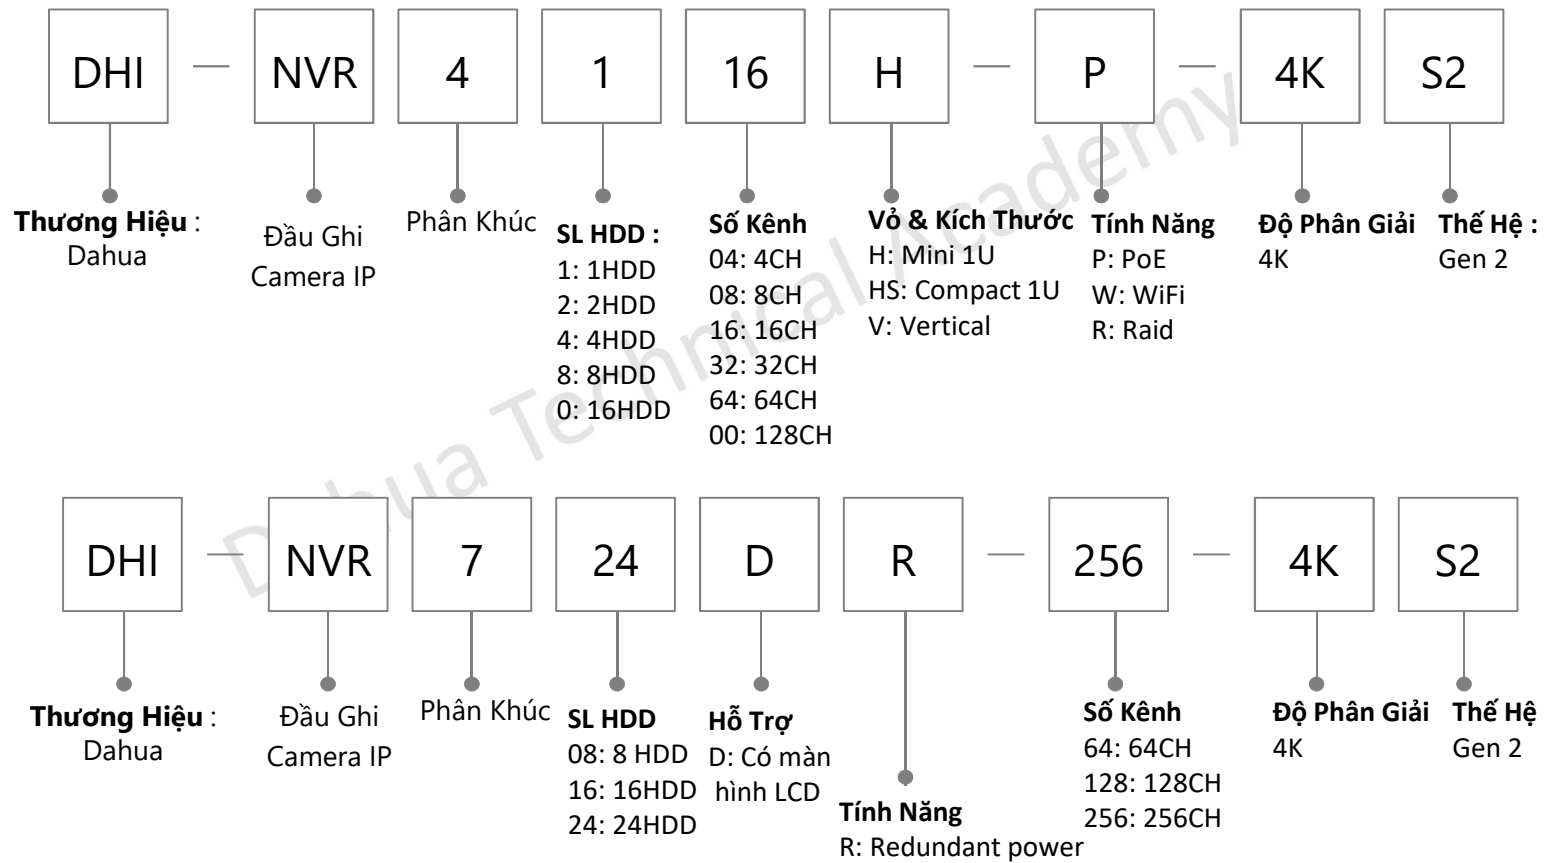 DHI — NVR 4 1 16 H — P — 4K S2
Thương Hiệu :
Dahua
Đầu Ghi
Camera IP
Phân Khúc
SL HDD :
1: 1HDD
2: 2HDD
4: 4HDD
8: 8HDD
0: 16HDD
Số Kênh
04: 4CH
08: 8CH
16: 16CH
32: 32CH
64: 64CH
00: 128CH
Vỏ & Kích Thước
H: Mini 1U
HS: Compact 1U
V: Vertical
Tính Năng
P: PoE
W: WiFi
R: Raid
Độ Phân Giải
4K
Thế Hệ :
Gen 2
Dahua Technical Academy
DHI — NVR 7 24 D R — 256 — 4K S2
Thương Hiệu :
Dahua
Đầu Ghi
Camera IP
Phân Khúc
SL HDD
08: 8 HDD
16: 16HDD
24: 24HDD
Hỗ Trợ
D: Có màn
hình LCD
Tính Năng
R: Redundant power
Số Kênh
64: 64CH
128: 128CH
256: 256CH
Độ Phân Giải
4K
Thế Hệ
Gen 2